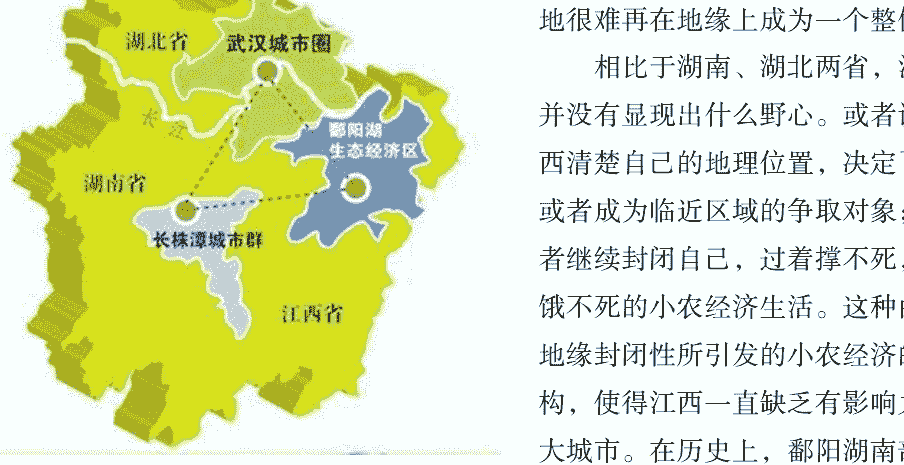 湖北省
武汉城市圈
长江
鄱阳湖
生态经济区
湖南省
长株潭城市群
江西省
地很难再在地缘上成为一个整
相比于湖南、湖北两省，
并没有显现出什么野心。或者
西清楚自己的地理位置，决定
或者成为临近区域的争取对象；
者继续封闭自己，过着撑不死，
饿不死的小农经济生活。这种
地缘封闭性所引发的小农经济的
构，使得江西一直缺乏有影响
大城市。在历史上，鄱阳湖南